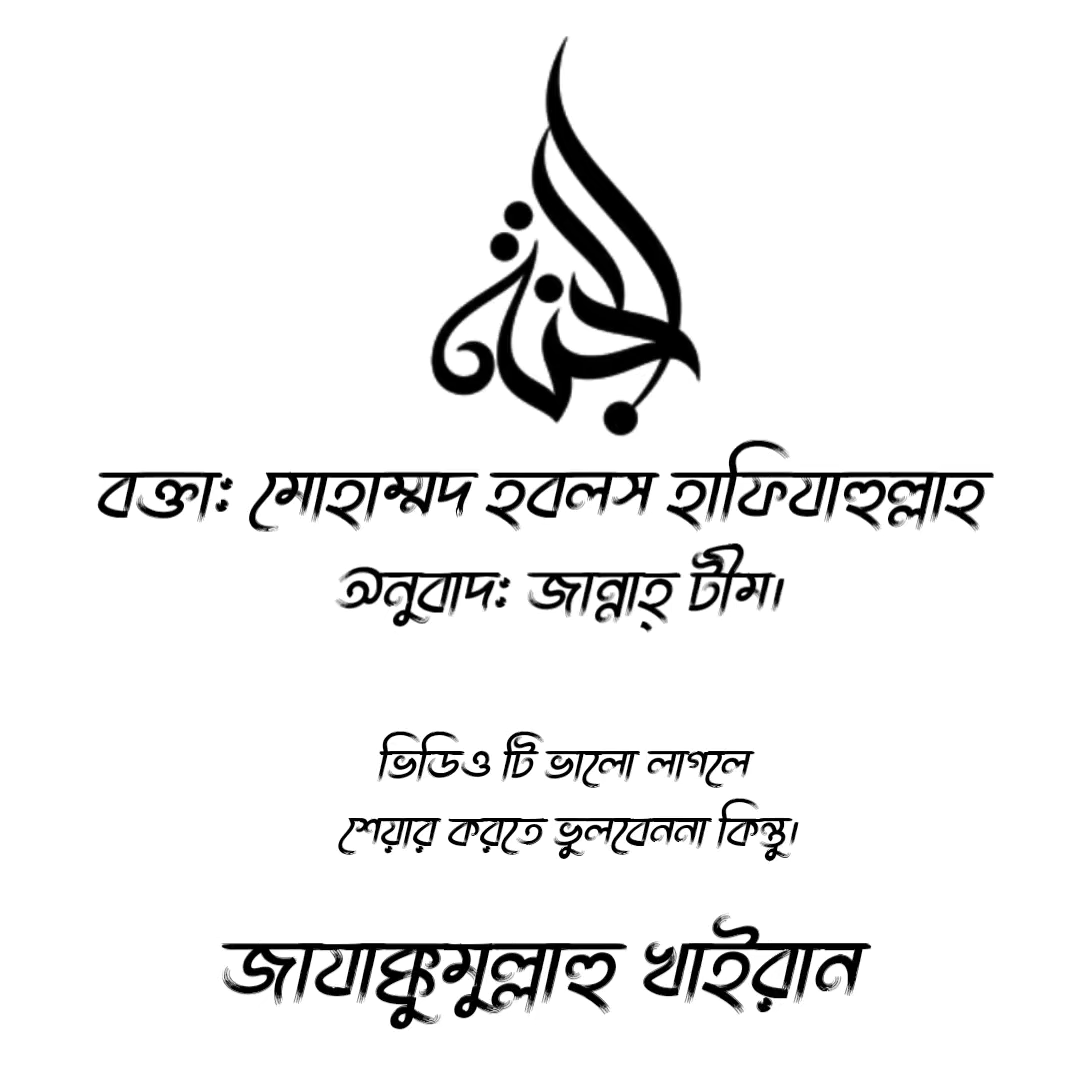 الجنة
বক্তাঃ মোহাম্মদ হবলস হাফিযাহুল্লাহ
অনুবাদঃ জান্নাহ্ টীম।
ভিডিও টি ভালো লাগলে
শেয়ার করতে ভুলবেননা কিন্তু।
জাযাক্কুমুল্লাহু খাইরান